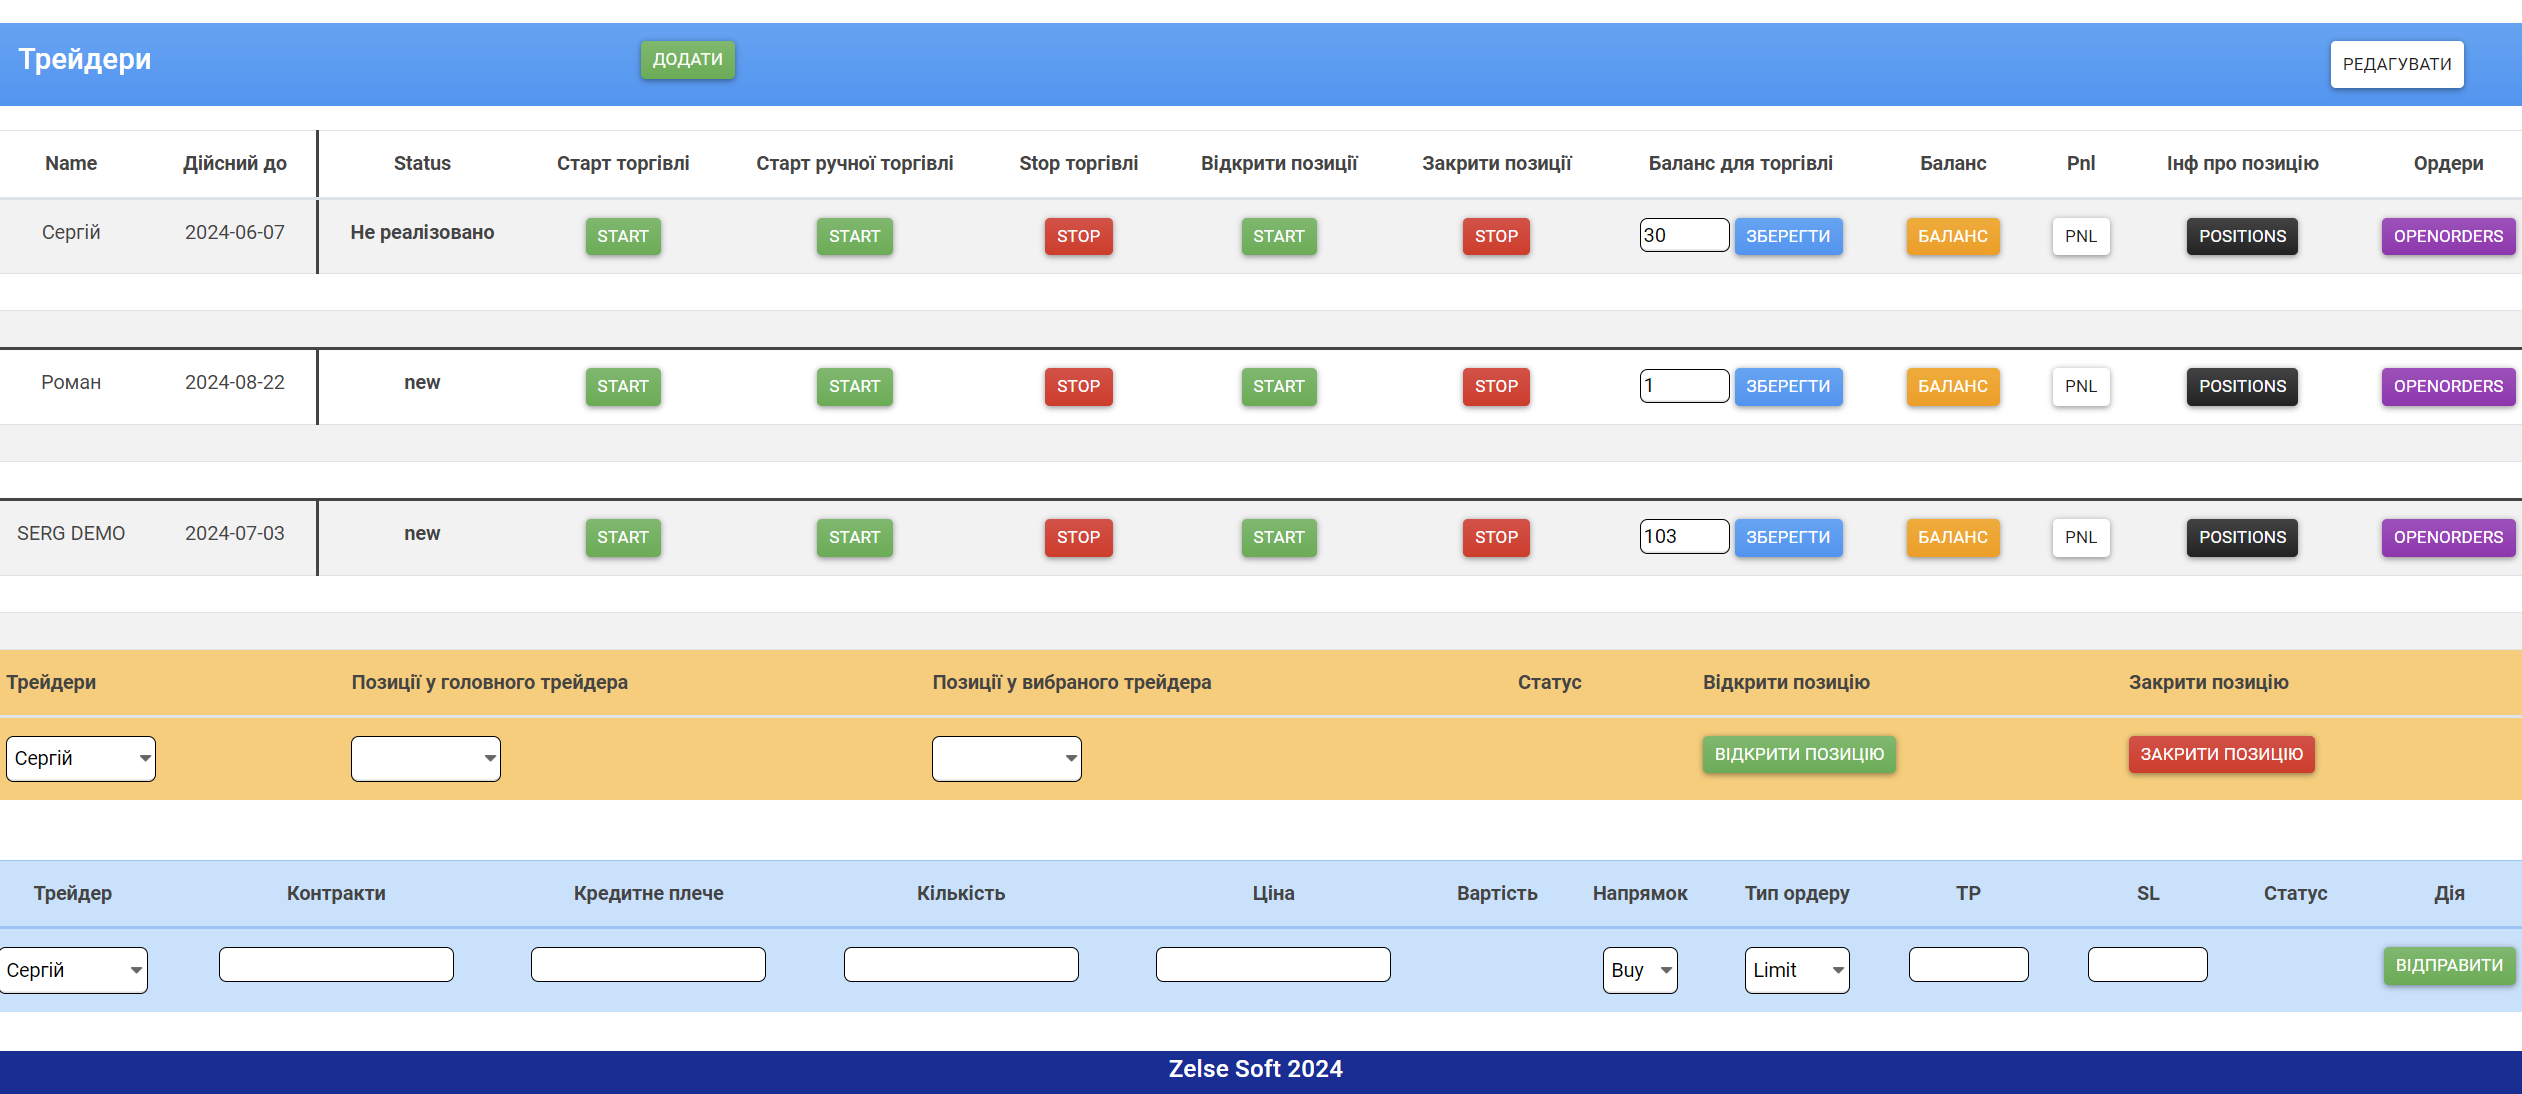 Трейдери ДОДАТИ РЕДАГУВАТИ
Name Дійсний до Status Старт торгівлі Старт ручної торгівлі Stop торгівлі Відкрити позиції Закрити позиції Баланс для торгівлі Баланс Pnl Інф про позицію Ордери
Сергій 2024-06-07 Не реалізовано START START STOP START STOP 30 ЗБЕРЕГТИ БАЛАНС PNL POSITIONS OPENORDERS
Роман 2024-08-22 new START START STOP START STOP 1 ЗБЕРЕГТИ БАЛАНС PNL POSITIONS OPENORDERS
SERG DEMO 2024-07-03 new START START STOP START STOP 103 ЗБЕРЕГТИ БАЛАНС PNL POSITIONS OPENORDERS
Трейдери Позиції у головного трейдера Позиції у вибраного трейдера Статус Відкрити позицію Закрити позицію
Сергій ВІДКРИТИ ПОЗИЦІЮ ЗАКРИТИ ПОЗИЦІЮ
Трейдер Контракти Кредитне плече Кількість Ціна Вартість Напрямок Тип ордеру TP SL Статус Дія
Сергій Buy Limit ВІДПРАВИТИ
Zelse Soft 2024